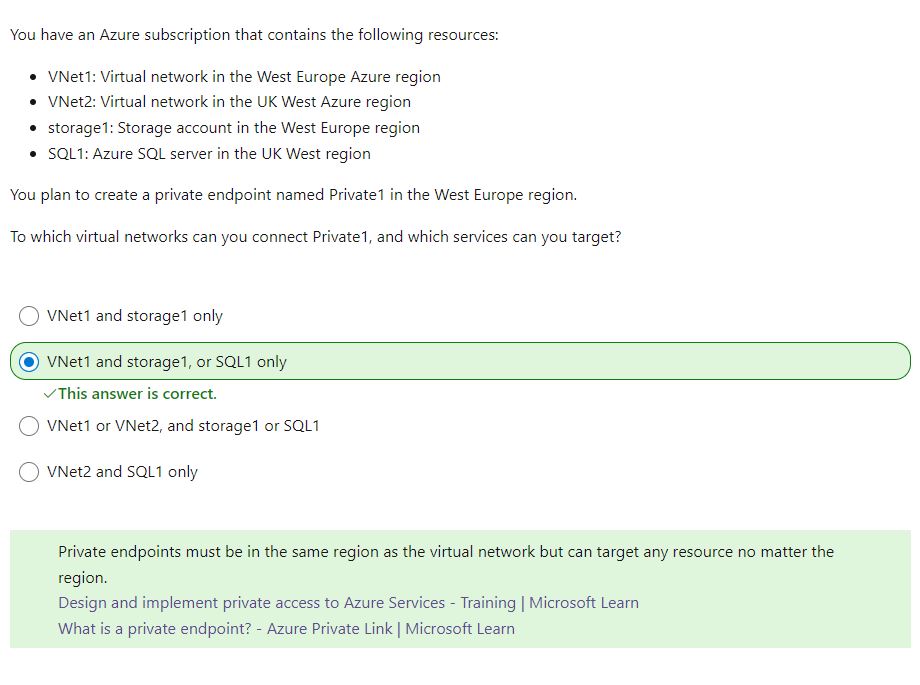 You have an Azure subscription that contains the following resources:
• VNet1: Virtual network in the West Europe Azure region
• VNet2: Virtual network in the UK West Azure region
• storage1: Storage account in the West Europe region
• SQL1: Azure SQL server in the UK West region
You plan to create a private endpoint named Private1 in the West Europe region.
To which virtual networks can you connect Private1, and which services can you target?
VNet1 and storage1 only
VNet1 and storage1, or SQL1 only
✓This answer is correct.
VNet1 or VNet2, and storage1 or SQL1
VNet2 and SQL1 only
Private endpoints must be in the same region as the virtual network but can target any resource no matter the
region.
Design and implement private access to Azure Services - Training | Microsoft Learn
What is a private endpoint? - Azure Private Link | Microsoft Learn